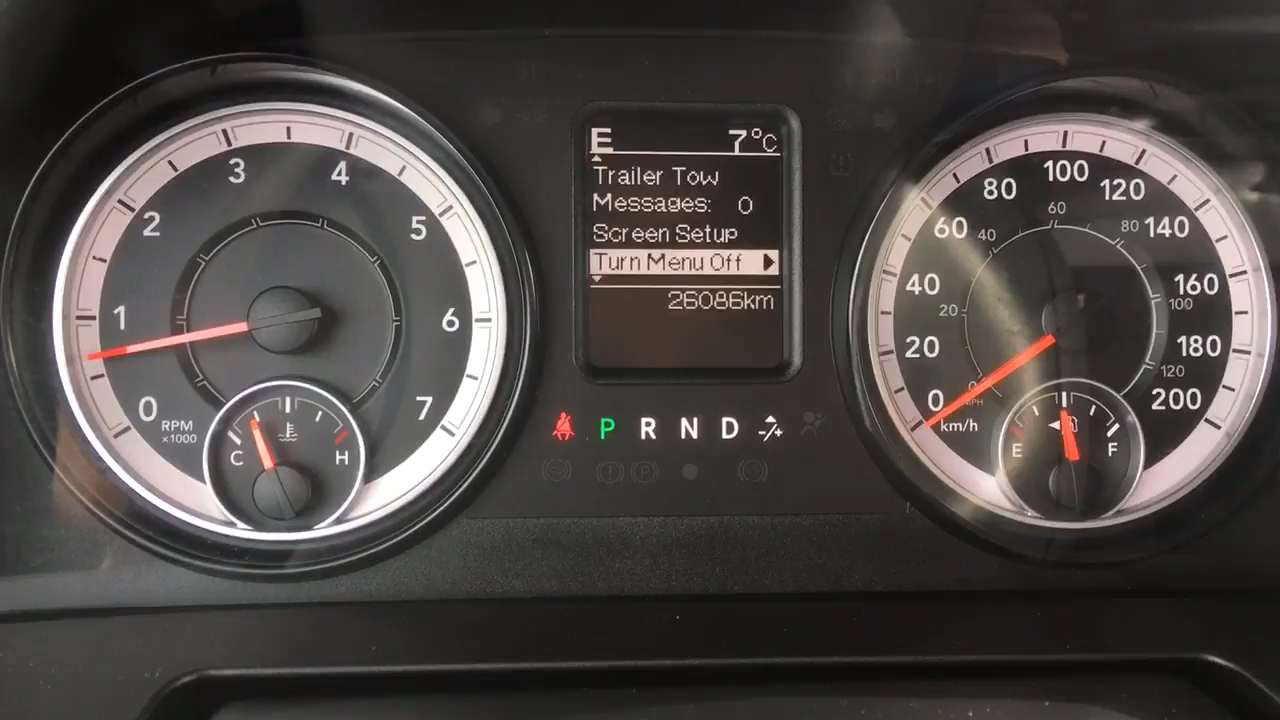 0
1
2
3
4
5
6
7
RPM
x1000
C
H
E 7°C
Trailer Tow
Messages: 0
Screen Setup
Turn Menu Off
26086km
P R N D -/+
0
20
40
60
80
100
120
140
160
180
200
km/h
0
20
40
60
80
100
120
MPH
E
F